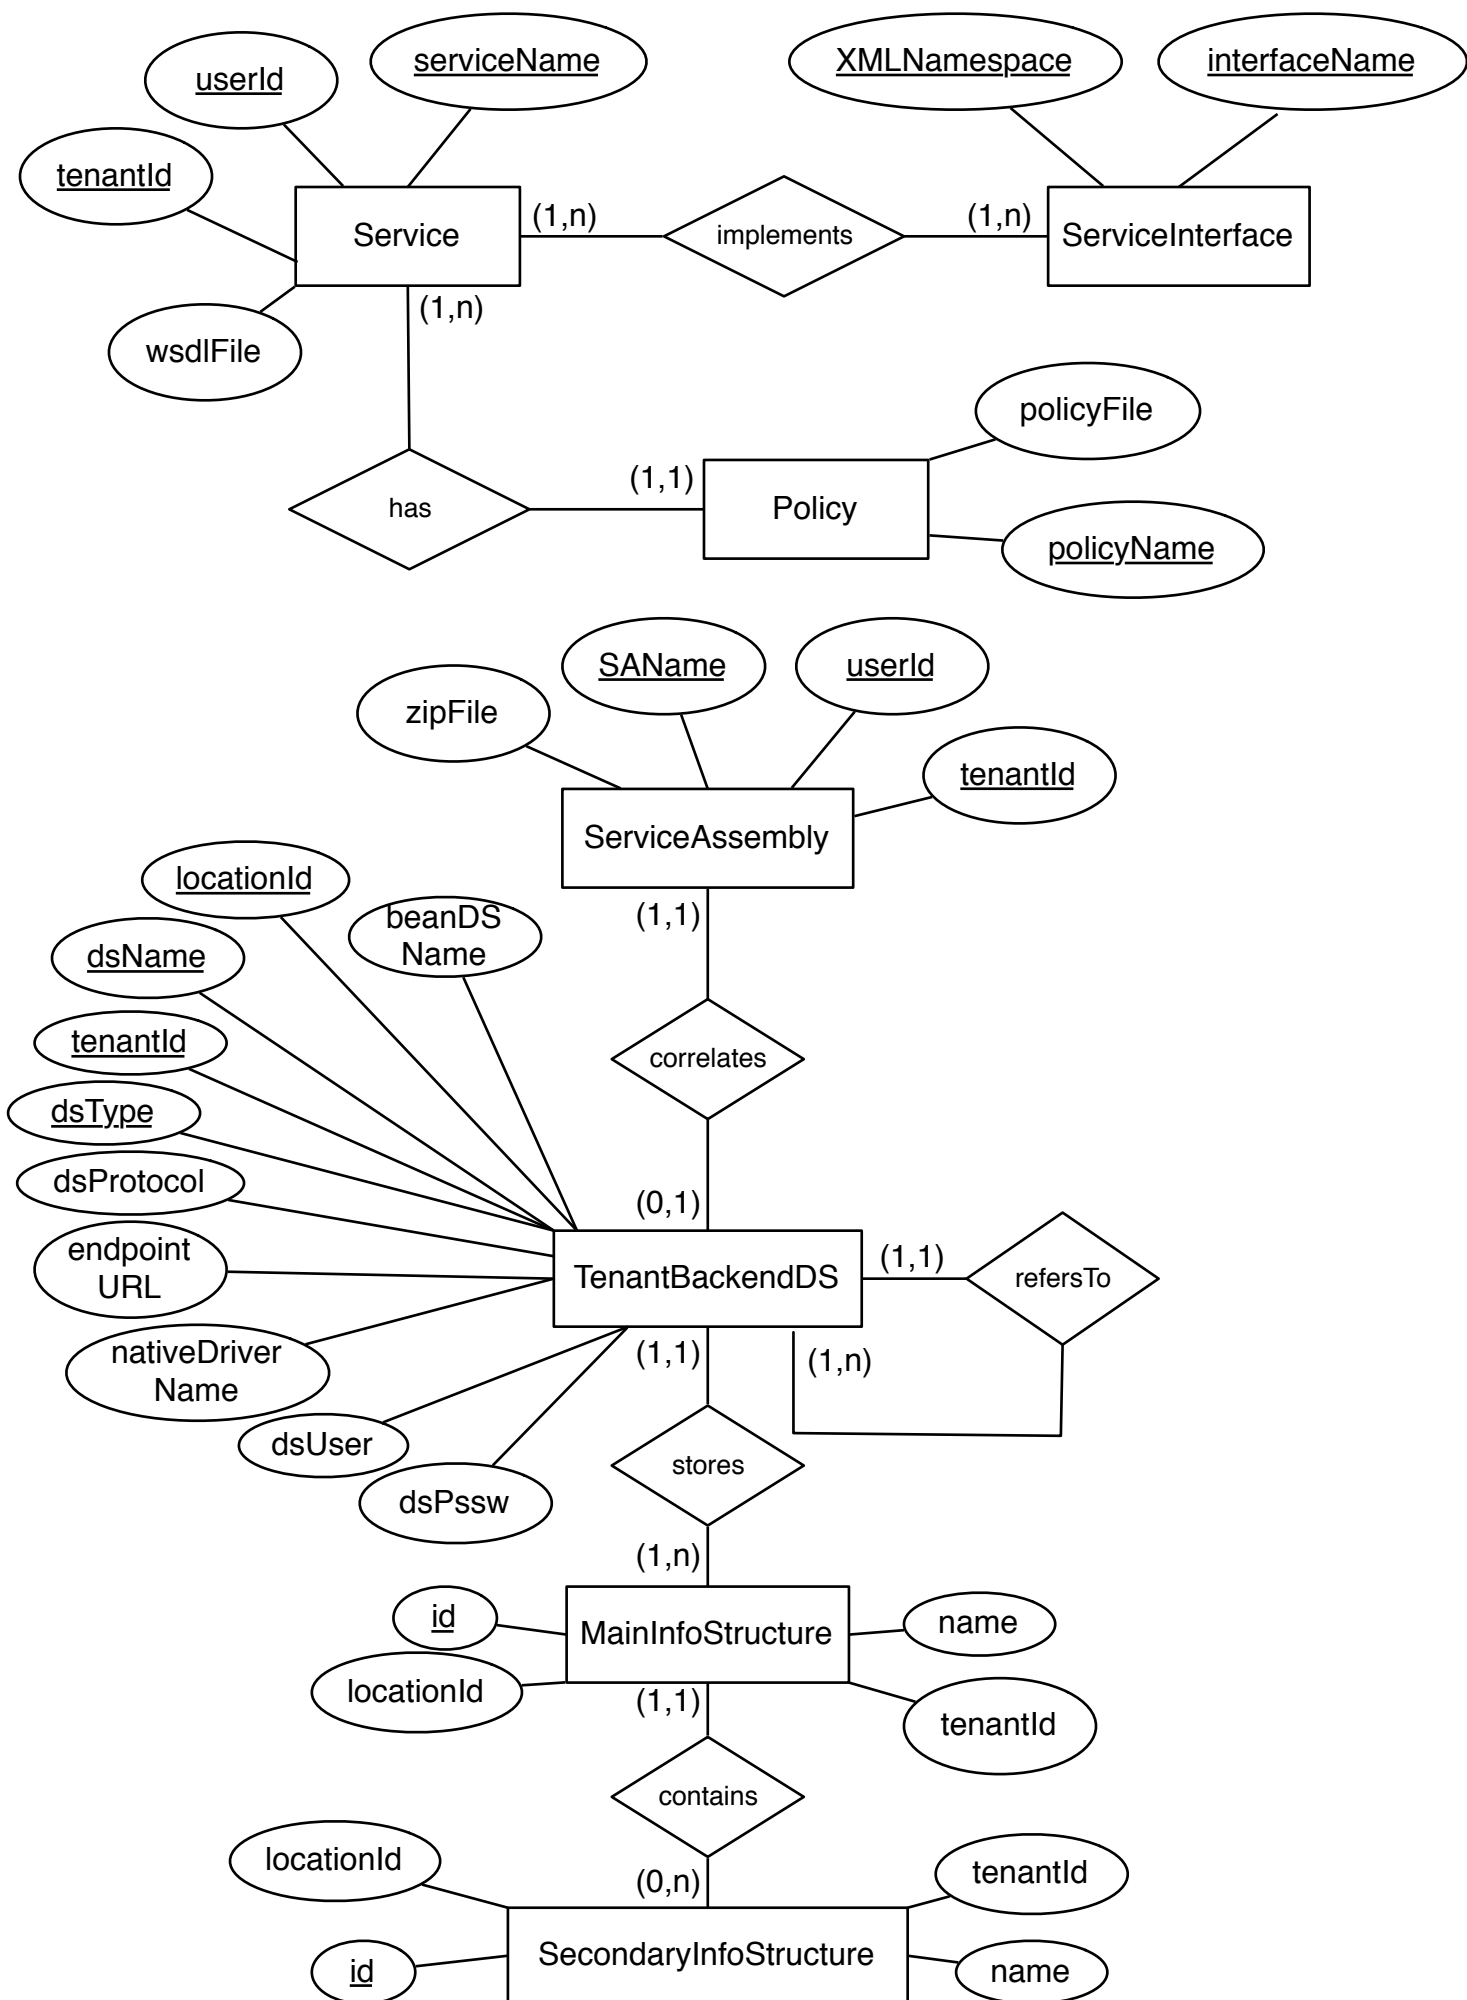 serviceName
XMLNamespace
interfaceName
userId
tenantId
Service
(1,n)
implements
(1,n)
ServiceInterface
(1,n)
wsdlFile
policyFile
(1,1)
has
Policy
policyName
SAName
userId
zipFile
tenantId
ServiceAssembly
locationId
(1,1)
beanDS
Name
dsName
tenantId
correlates
dsType
dsProtocol
(0,1)
endpoint
URL
TenantBackendDS
(1,1)
refersTo
nativeDriver
Name
(1,1)
(1,n)
dsUser
stores
dsPssw
(1,n)
id
MainInfoStructure
name
locationId
(1,1)
tenantId
contains
locationId
(0,n)
tenantId
SecondaryInfoStructure
id
name